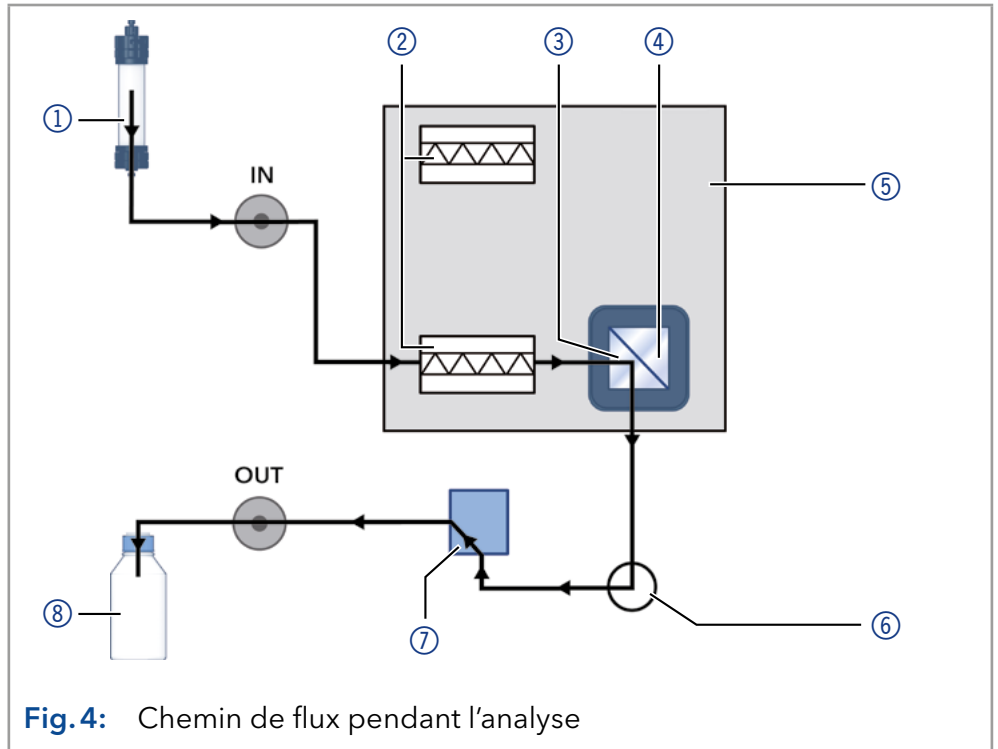 ② ③ ④
①
IN
⑤
OUT
⑧ ⑦ ⑥
Fig. 4: Chemin de flux pendant l'analyse